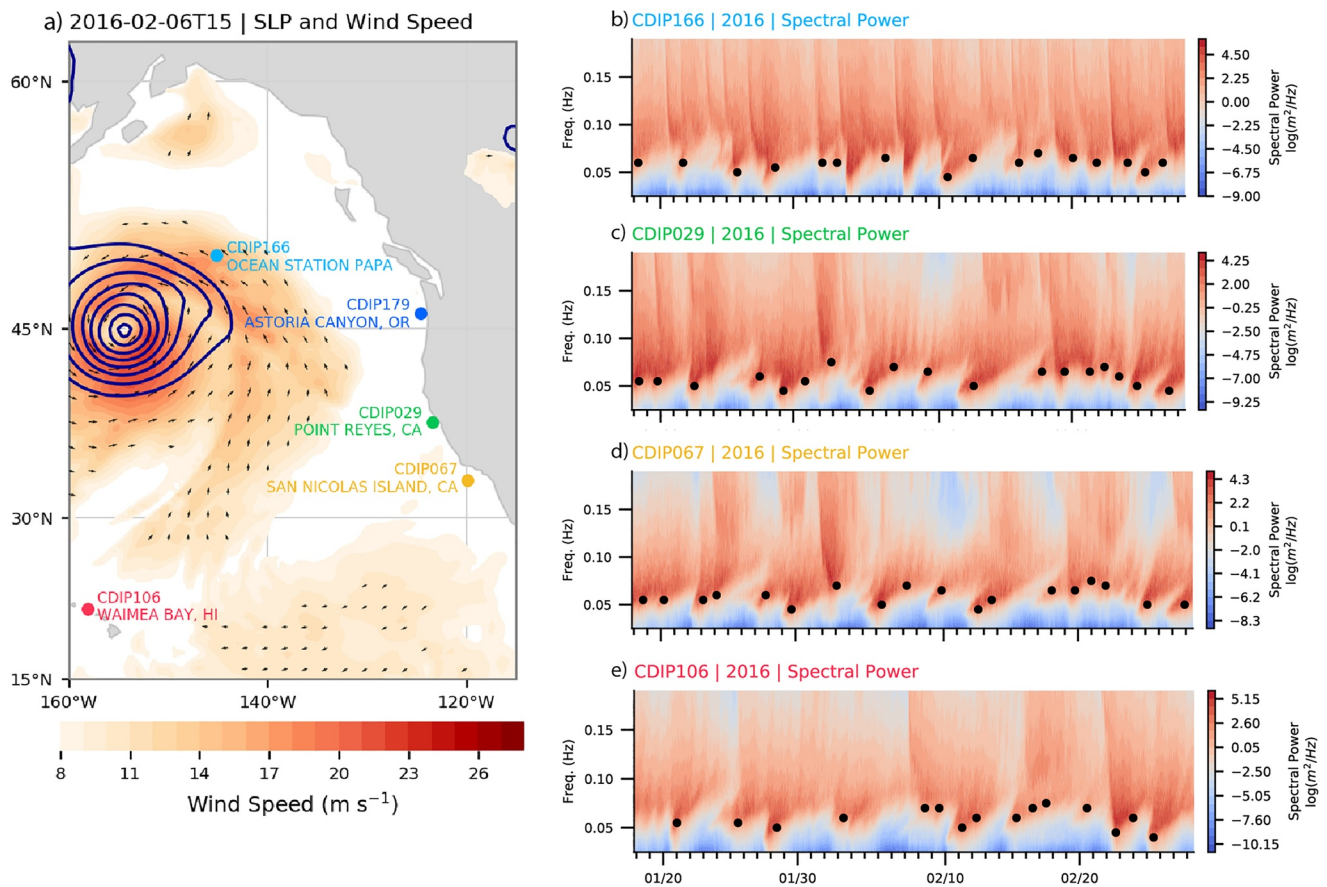 a) 2016-02-06T15 | SLP and Wind Speed
60°N
45°N
30°N
15°N
160°W
140°W
120°W
CDIP166
OCEAN STATION PAPA
CDIP179
ASTORIA CANYON, OR
CDIP029
POINT REYES, CA
CDIP067
SAN NICOLAS ISLAND, CA
CDIP106
WAIMEA BAY, HI
8 11 14 17 20 23 26
Wind Speed (m s⁻¹)
b) CDIP166 | 2016 | Spectral Power
Freq. (Hz)
0.15
0.10
0.05
4.50
2.25
0.00
−2.25
−4.50
−6.75
−9.00
Spectral Power
log(m²/Hz)
c) CDIP029 | 2016 | Spectral Power
Freq. (Hz)
0.15
0.10
0.05
4.25
2.00
−0.25
−2.50
−4.75
−7.00
−9.25
Spectral Power
log(m²/Hz)
d) CDIP067 | 2016 | Spectral Power
Freq. (Hz)
0.15
0.10
0.05
4.3
2.2
0.1
−2.0
−4.1
−6.2
−8.3
Spectral Power
log(m²/Hz)
e) CDIP106 | 2016 | Spectral Power
Freq. (Hz)
0.15
0.10
0.05
5.15
2.60
0.05
−2.50
−5.05
−7.60
−10.15
Spectral Power
log(m²/Hz)
01/20 01/30 02/10 02/20